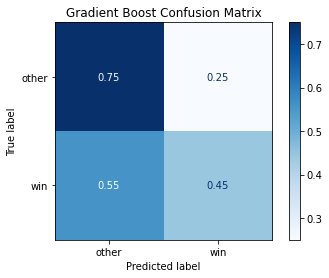 Gradient Boost Confusion Matrix
True label
other
win
0.75
0.25
0.55
0.45
other
win
Predicted label
0.7
0.6
0.5
0.4
0.3